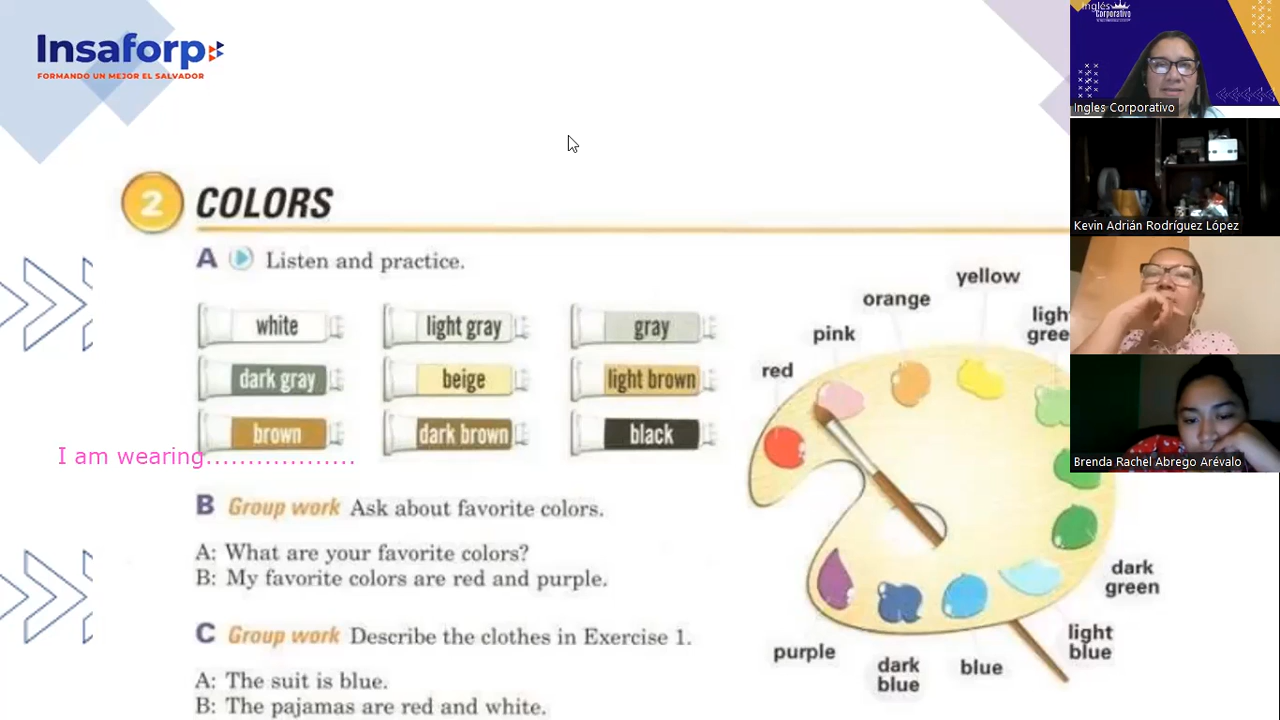 Insaforp
FORMANDO UN MEJOR EL SALVADOR
2 COLORS
A Listen and practice.
white light gray gray
dark gray beige light brown
brown dark brown black
I am wearing..................
B Group work Ask about favorite colors.
A: What are your favorite colors?
B: My favorite colors are red and purple.
C Group work Describe the clothes in Exercise 1.
A: The suit is blue.
B: The pajamas are red and white.
red
pink
orange
yellow
dark
green
light
blue
blue
dark
blue
purple
Inglés
corporativo
Ingles Corporativo
Kevin Adrián Rodríguez López
Brenda Rachel Abrego Arévalo